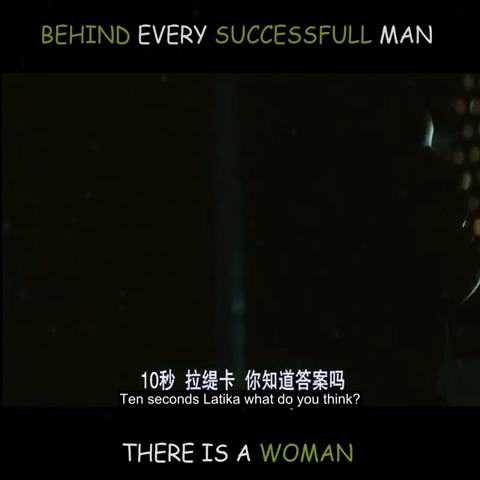 BEHIND EVERY SUCCESSFULL MAN
10秒 拉缇卡 你知道答案吗
Ten seconds Latika what do you think?
THERE IS A WOMAN